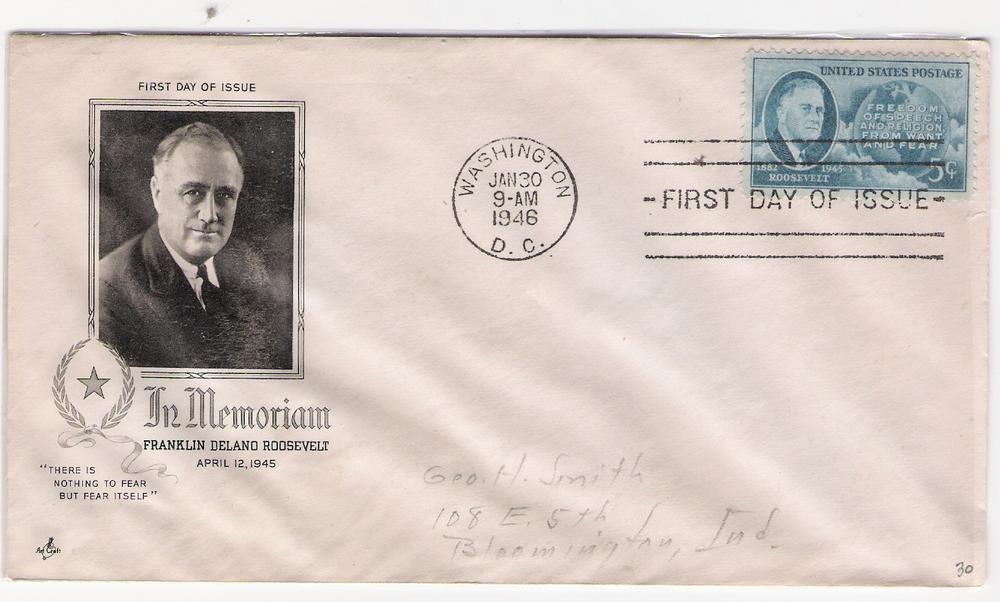 FIRST DAY OF ISSUE
In Memoriam
FRANKLIN DELANO ROOSEVELT
APRIL 12, 1945
"THERE IS
NOTHING TO FEAR
BUT FEAR ITSELF"
Art Craft
WASHINGTON
JAN 30
9-AM
1946
D. C.
UNITED STATES POSTAGE
FREEDOM
OF SPEECH
AND RELIGION,
FROM WANT
AND FEAR
1882 1945
ROOSEVELT
5¢
- FIRST DAY OF ISSUE -
Geo. H. Smith
108 E. 5th
Bloomington, Ind.
30